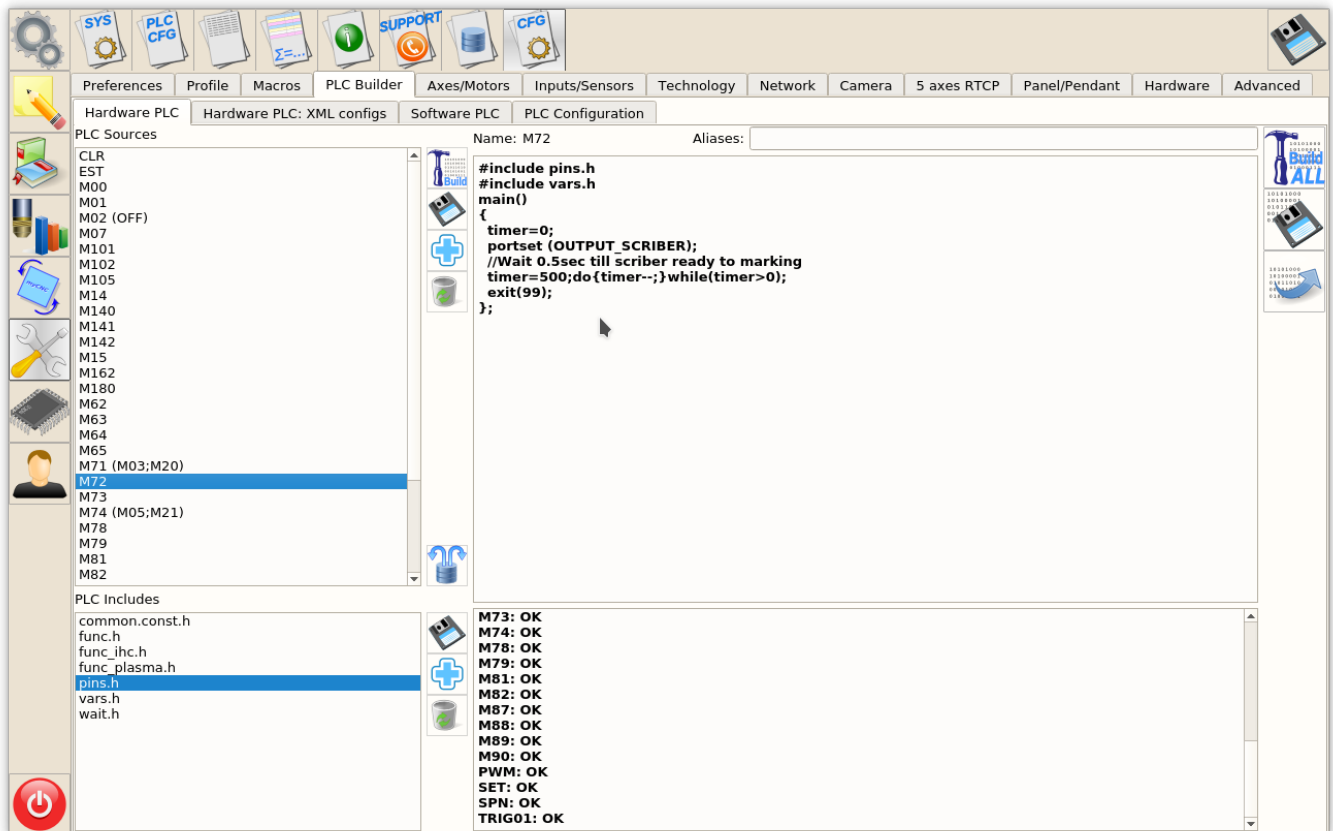 SYS
PLC
CFG
Σ=...
i
SUPPORT
CFG
Preferences
Profile
Macros
PLC Builder
Axes/Motors
Inputs/Sensors
Technology
Network
Camera
5 axes RTCP
Panel/Pendant
Hardware
Advanced
Hardware PLC
Hardware PLC: XML configs
Software PLC
PLC Configuration
PLC Sources
CLR
EST
M00
M01
M02 (OFF)
M07
M101
M102
M105
M14
M140
M141
M142
M15
M162
M180
M62
M63
M64
M65
M71 (M03;M20)
M72
M73
M74 (M05;M21)
M78
M79
M81
M82
PLC Includes
common.const.h
func.h
func_ihc.h
func_plasma.h
pins.h
vars.h
wait.h
Build
Name: M72
Aliases:
#include pins.h
#include vars.h
main()
{
timer=0;
portset (OUTPUT_SCRIBER);
//Wait 0.5sec till scriber ready to marking
timer=500;do{timer--;}while(timer>0);
exit(99);
};
M73: OK
M74: OK
M78: OK
M79: OK
M81: OK
M82: OK
M87: OK
M88: OK
M89: OK
M90: OK
PWM: OK
SET: OK
SPN: OK
TRIG01: OK
Build
ALL
myCNC